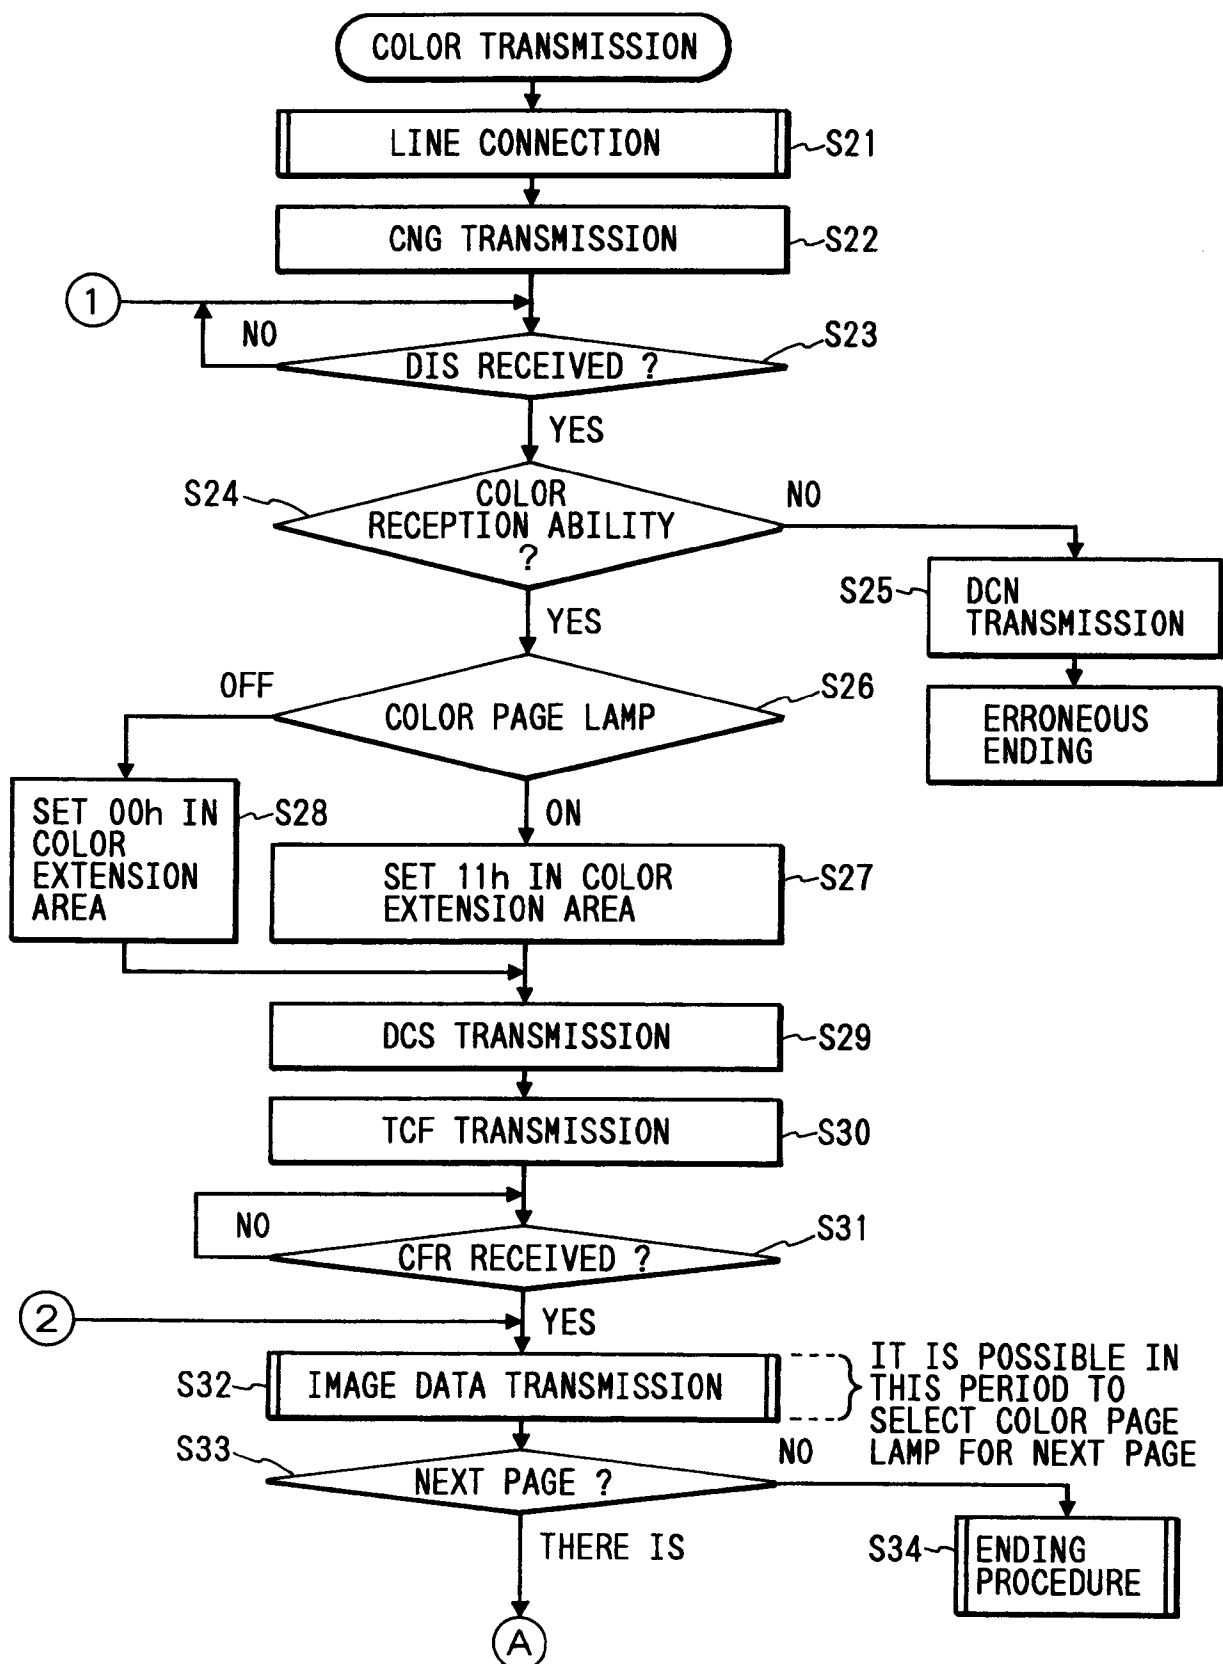 COLOR TRANSMISSION
LINE CONNECTION
S21
CNG TRANSMISSION
S22
1
NO
DIS RECEIVED ?
S23
YES
S24
COLOR
RECEPTION ABILITY
?
NO
S25
DCN
TRANSMISSION
YES
ERRONEOUS
ENDING
OFF
COLOR PAGE LAMP
S26
SET 00h IN
COLOR
EXTENSION
AREA
S28
ON
SET 11h IN COLOR
EXTENSION AREA
S27
DCS TRANSMISSION
S29
TCF TRANSMISSION
S30
NO
CFR RECEIVED ?
S31
2
YES
S32
IMAGE DATA TRANSMISSION
IT IS POSSIBLE IN
THIS PERIOD TO
SELECT COLOR PAGE
LAMP FOR NEXT PAGE
S33
NEXT PAGE ?
NO
THERE IS
S34
ENDING
PROCEDURE
A